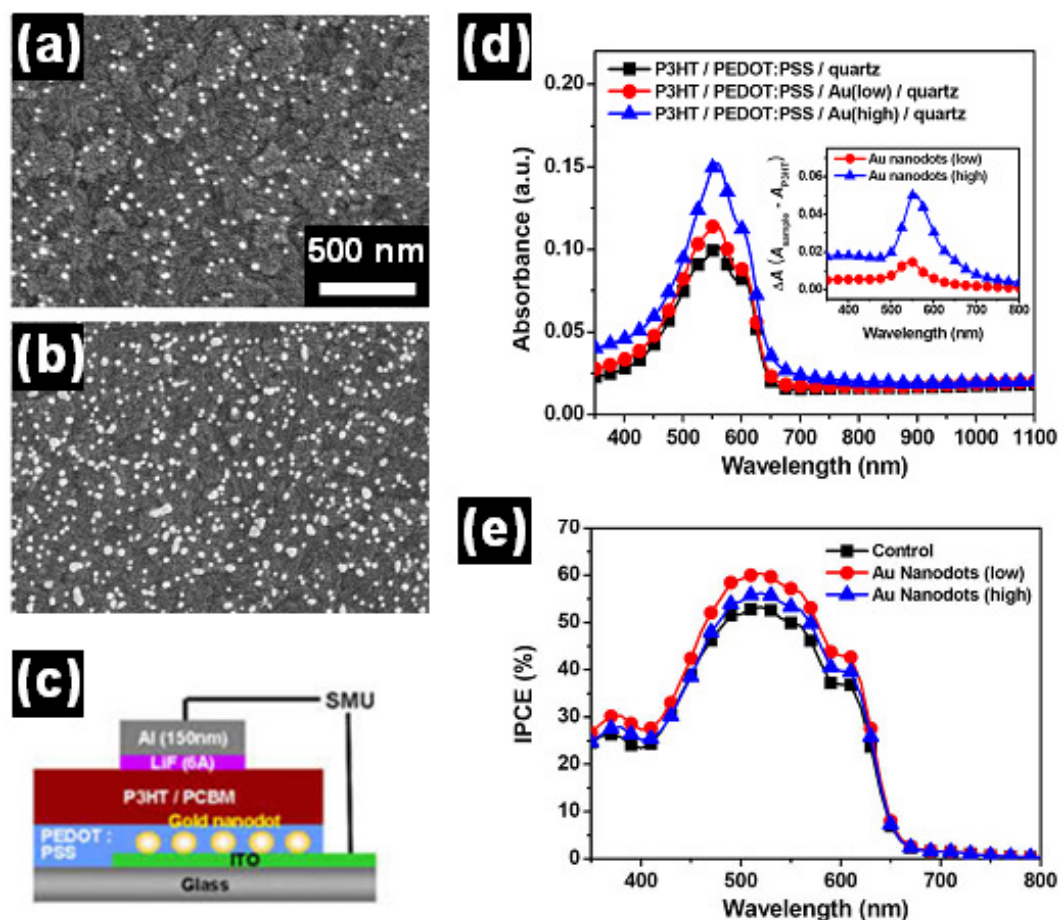 (a)
500 nm
(b)
(c)
SMU
Al (150nm)
LiF (6A)
P3HT / PCBM
Gold nanodot
PEDOT :
PSS
ITO
Glass
(d)
P3HT / PEDOT:PSS / quartz
P3HT / PEDOT:PSS / Au(low) / quartz
P3HT / PEDOT:PSS / Au(high) / quartz
Absorbance (a.u.)
0.20
0.15
0.10
0.05
0.00
400 500 600 700 800 900 1000 1100
Wavelength (nm)
Au nanodots (low)
Au nanodots (high)
ΔA (Asample - AP3HT)
0.06
0.04
0.02
0.00
400 500 600 700 800
Wavelength (nm)
(e)
Control
Au Nanodots (low)
Au Nanodots (high)
IPCE (%)
70
60
50
40
30
20
10
0
400 500 600 700 800
Wavelength (nm)